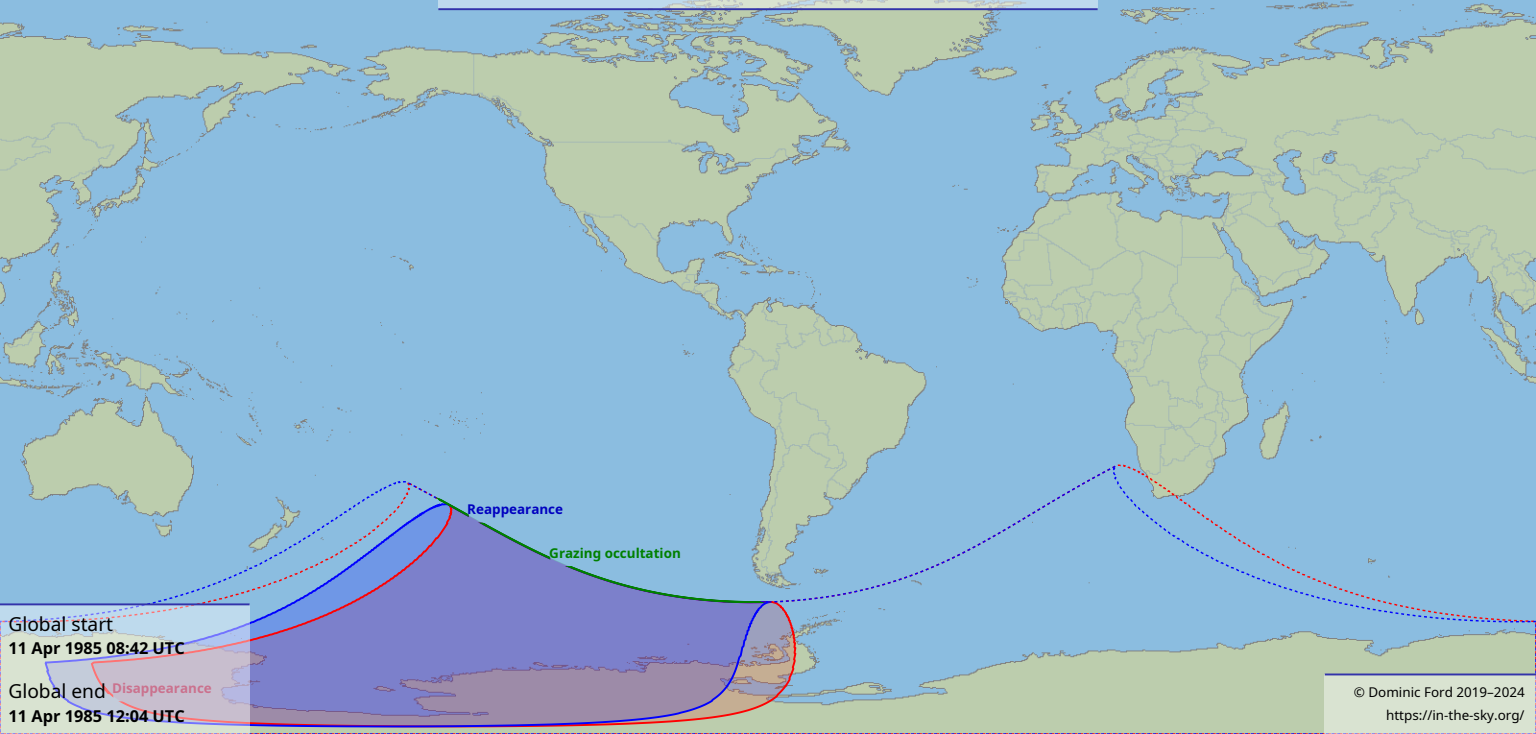 Reappearance
Grazing occultation
Global start
11 Apr 1985 08:42 UTC
Global end
Disappearance
11 Apr 1985 12:04 UTC
© Dominic Ford 2019–2024
https://in-the-sky.org/